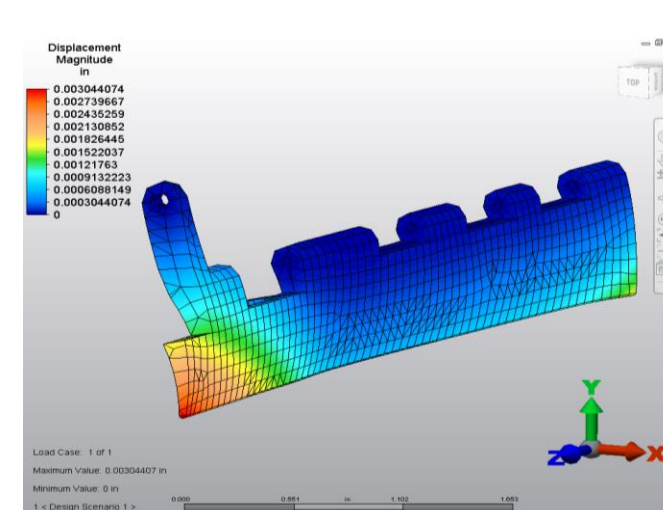 Displacement
Magnitude
in
0.003044074
0.002739667
0.002435259
0.002130852
0.001826445
0.001522037
0.00121763
0.0009132223
0.0006088149
0.0003044074
0
TOP
Y
Z
X
Load Case: 1 of 1
Maximum Value: 0.00304407 in
Minimum Value: 0 in
1 < Design Scenario 1 >
0.000
0.551
in
1.102
1.653